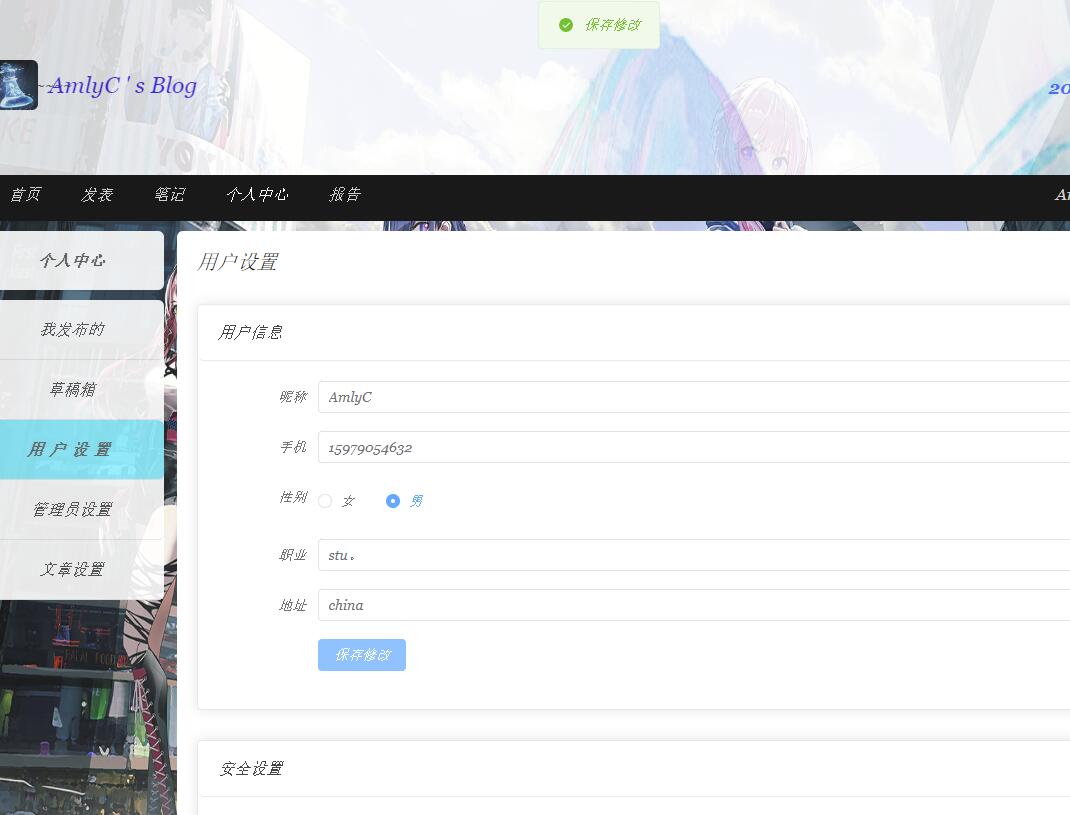 保存修改
~~AmlyC ' s Blog
20
首页 发表 笔记 个人中心 报告
个人中心
用户设置
我发布的
草稿箱
用户设置
管理员设置
文章设置
用户信息
昵称 AmlyC
手机 15979054632
性别 女 男
职业 stu。
地址 china
保存修改
安全设置